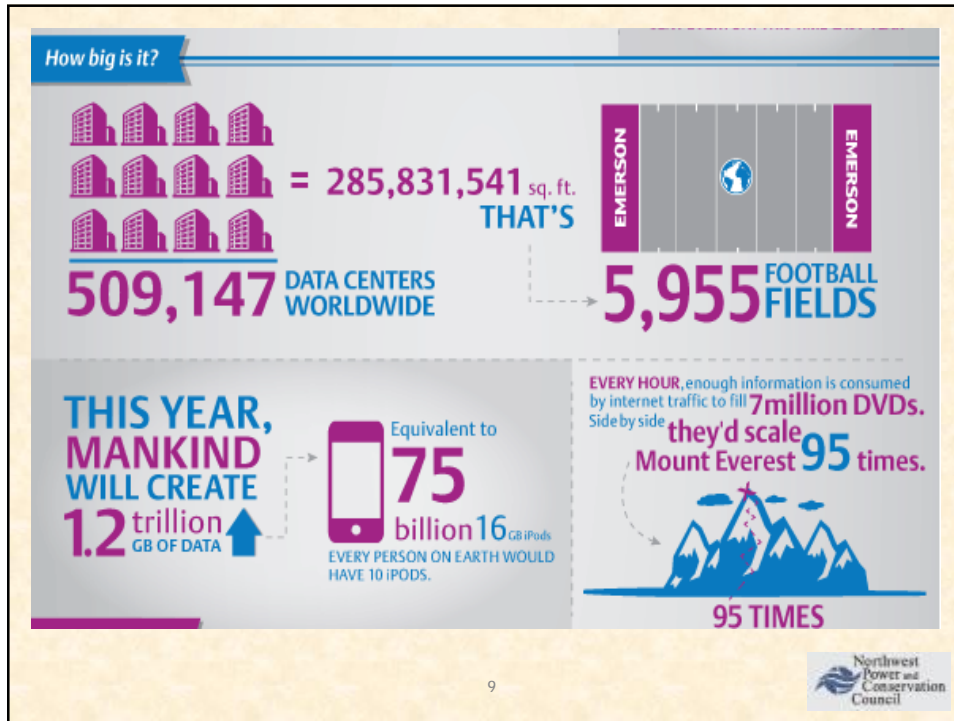 How big is it?
= 285,831,541 sq. ft.
THAT'S
509,147 DATA CENTERS
WORLDWIDE
EMERSON
EMERSON
5,955 FOOTBALL
FIELDS
THIS YEAR,
MANKIND
WILL CREATE
1.2 trillion
GB OF DATA
Equivalent to
75
billion 16 GB iPods
EVERY PERSON ON EARTH WOULD
HAVE 10 iPODS.
EVERY HOUR, enough information is consumed
by internet traffic to fill 7million DVDs.
Side by side they'd scale
Mount Everest 95 times.
95 TIMES
9
Northwest
Power and
Conservation
Council